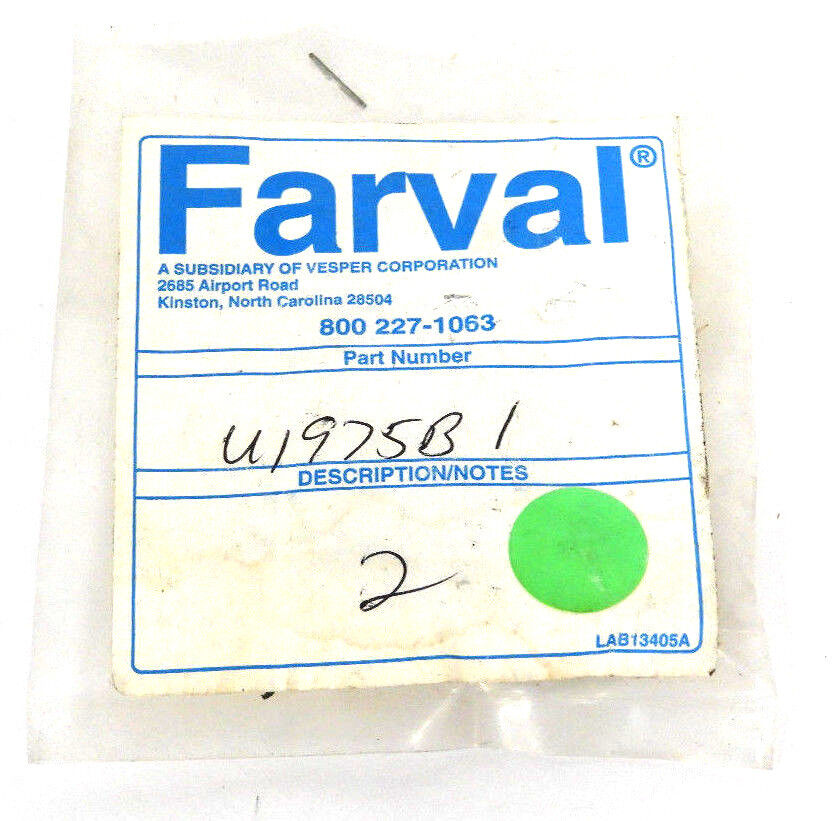 Farval®
A SUBSIDIARY OF VESPER CORPORATION
2685 Airport Road
Kinston, North Carolina 28504
800 227-1063
Part Number
U1975B1
DESCRIPTION/NOTES
2
LAB13405A